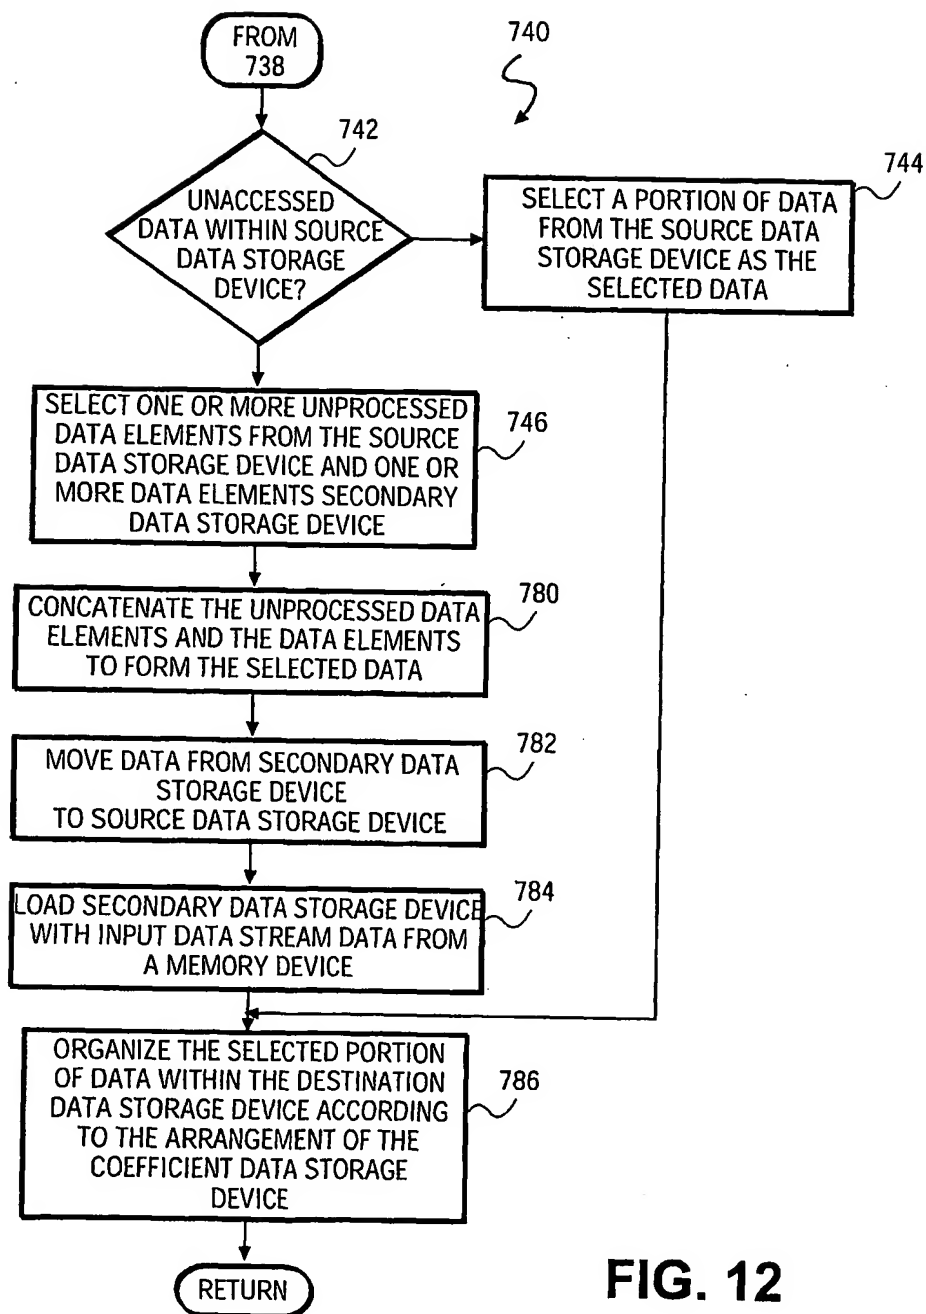 FROM
738
740
742
UNACCESSED
DATA WITHIN SOURCE
DATA STORAGE
DEVICE?
744
SELECT A PORTION OF DATA
FROM THE SOURCE DATA
STORAGE DEVICE AS THE
SELECTED DATA
SELECT ONE OR MORE UNPROCESSED
DATA ELEMENTS FROM THE SOURCE
DATA STORAGE DEVICE AND ONE OR
MORE DATA ELEMENTS SECONDARY
DATA STORAGE DEVICE
746
CONCATENATE THE UNPROCESSED DATA
ELEMENTS AND THE DATA ELEMENTS
TO FORM THE SELECTED DATA
780
MOVE DATA FROM SECONDARY DATA
STORAGE DEVICE
TO SOURCE DATA STORAGE DEVICE
782
LOAD SECONDARY DATA STORAGE DEVICE
WITH INPUT DATA STREAM DATA FROM
A MEMORY DEVICE
784
ORGANIZE THE SELECTED PORTION
OF DATA WITHIN THE DESTINATION
DATA STORAGE DEVICE ACCORDING
TO THE ARRANGEMENT OF THE
COEFFICIENT DATA STORAGE
DEVICE
786
RETURN
FIG. 12